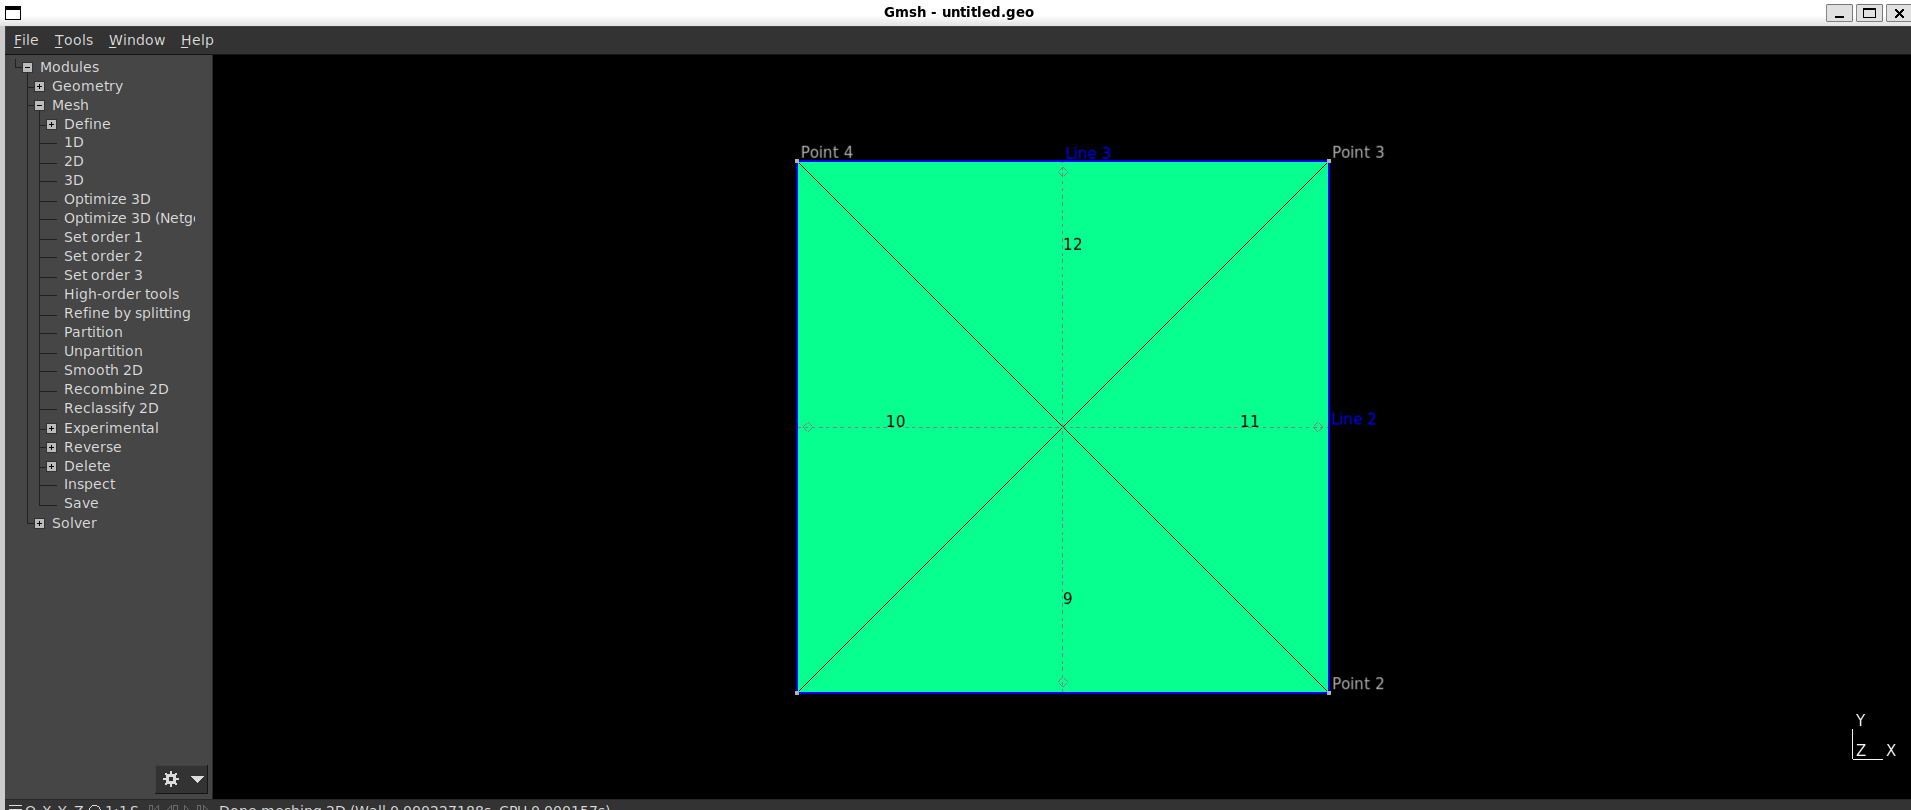 Gmsh - untitled.geo
File Tools Window Help
Modules
Geometry
Mesh
Define
1D
2D
3D
Optimize 3D
Optimize 3D (Netg
Set order 1
Set order 2
Set order 3
High-order tools
Refine by splitting
Partition
Unpartition
Smooth 2D
Recombine 2D
Reclassify 2D
Experimental
Reverse
Delete
Inspect
Save
Solver
Point 4
Line 3
Point 3
12
10
11
Line 2
9
Point 2
Y
Z X
X Y Z 1:1 S Done meshing 2D (Wall 0.000227188s, CPU 0.000157s)